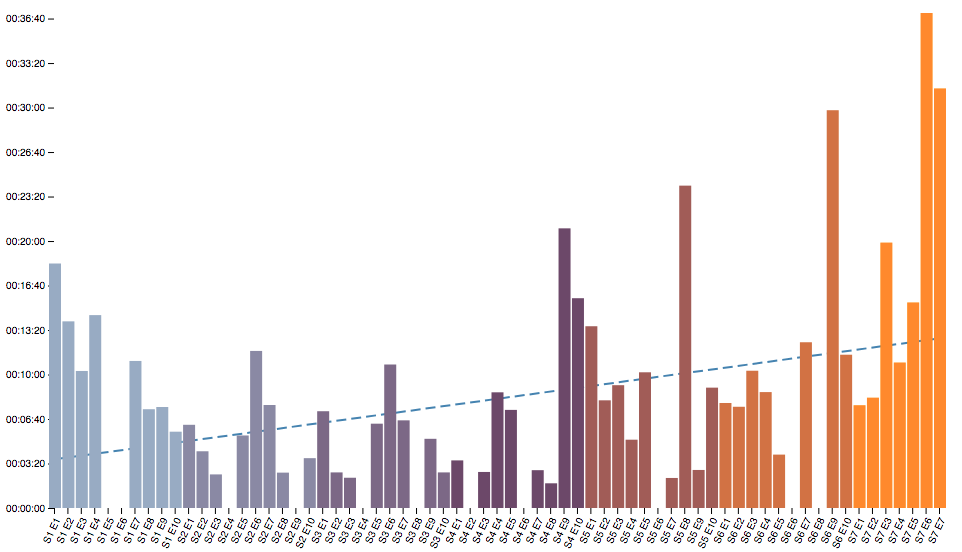 00:36:40
00:33:20
00:30:00
00:26:40
00:23:20
00:20:00
00:16:40
00:13:20
00:10:00
00:06:40
00:03:20
00:00:00
S1 E1
S1 E2
S1 E3
S1 E4
S1 E5
S1 E6
S1 E7
S1 E8
S1 E9
S1 E10
S2 E1
S2 E2
S2 E3
S2 E4
S2 E5
S2 E6
S2 E7
S2 E8
S2 E9
S2 E10
S3 E1
S3 E2
S3 E3
S3 E4
S3 E5
S3 E6
S3 E7
S3 E8
S3 E9
S3 E10
S4 E1
S4 E2
S4 E3
S4 E4
S4 E5
S4 E6
S4 E7
S4 E8
S4 E9
S4 E10
S5 E1
S5 E2
S5 E3
S5 E4
S5 E5
S5 E6
S5 E7
S5 E8
S5 E9
S5 E10
S6 E1
S6 E2
S6 E3
S6 E4
S6 E5
S6 E6
S6 E7
S6 E8
S6 E9
S6 E10
S7 E1
S7 E2
S7 E3
S7 E4
S7 E5
S7 E6
S7 E7